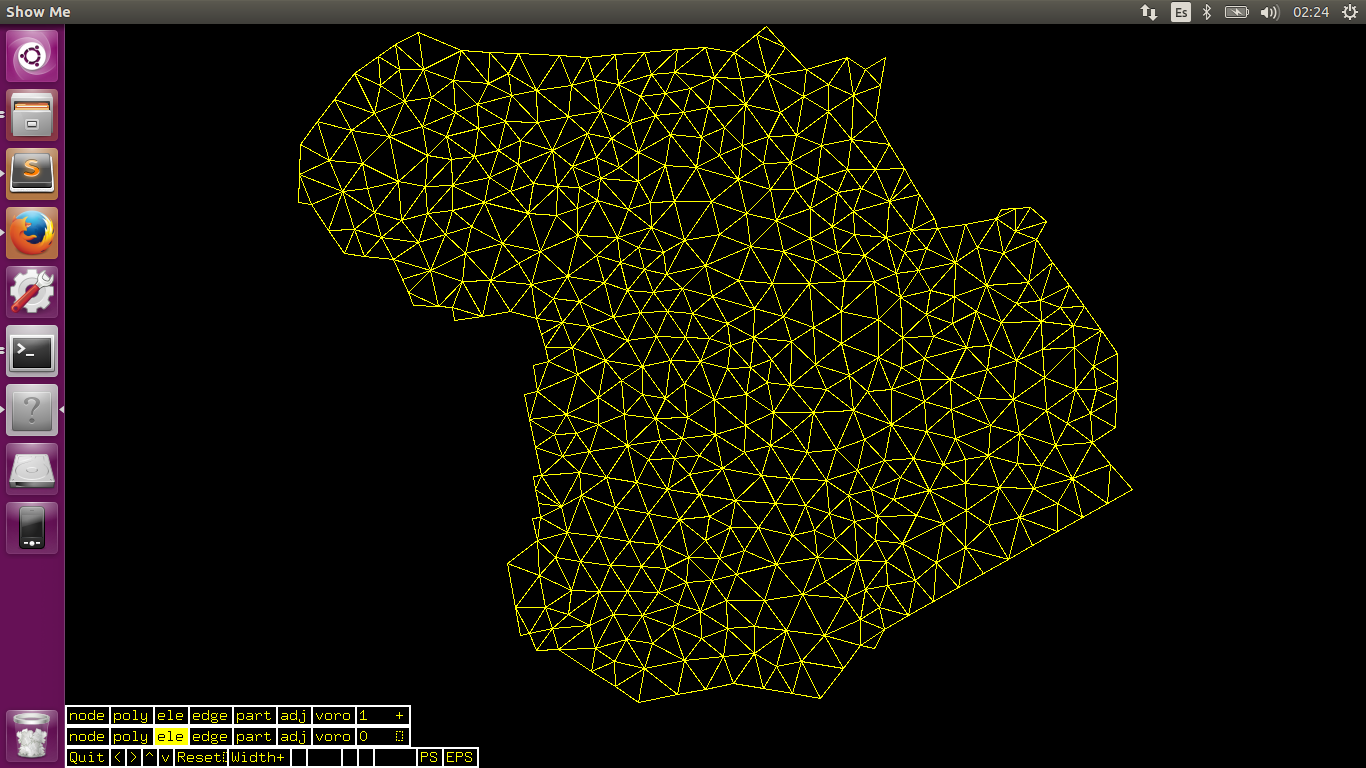 Show Me
Es
02:24
S
>_
?
node poly ele edge part adj voro 1 +
node poly ele edge part adj voro 0
Quit < > ^ v Reset Width+ PS EPS